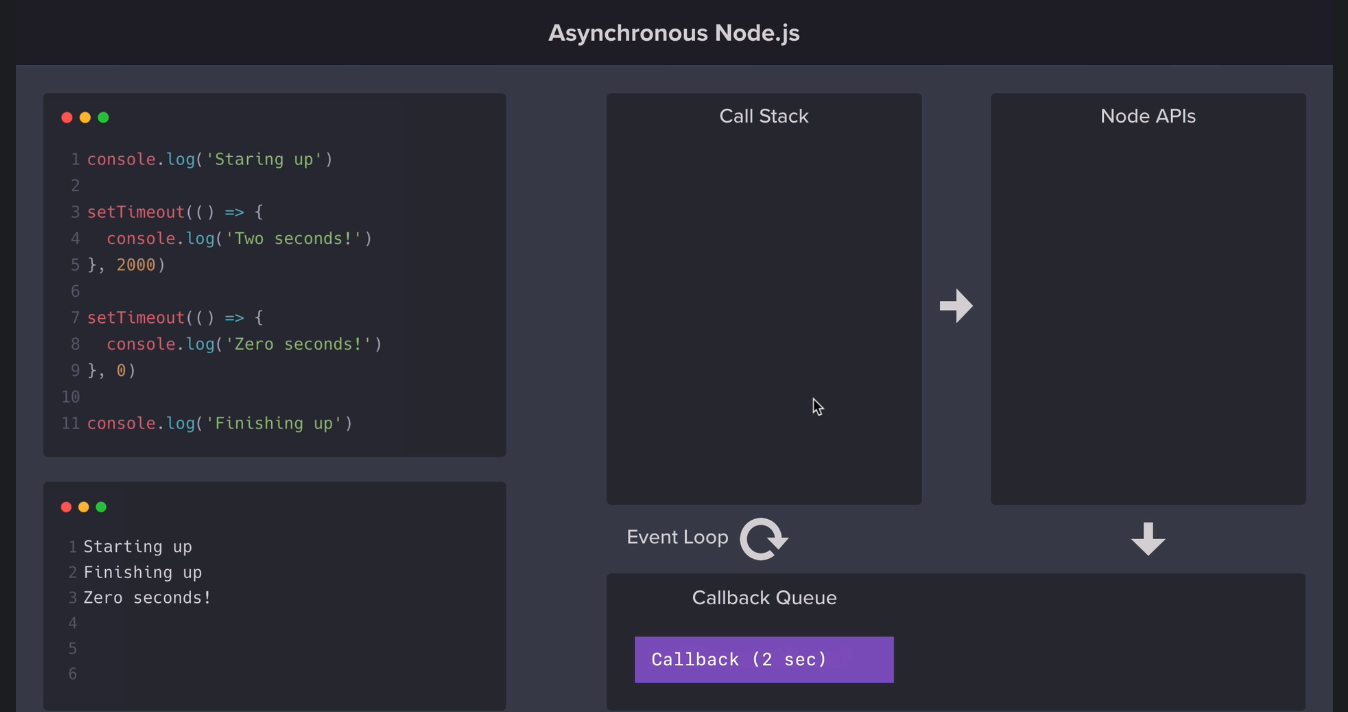 Asynchronous Node.js
1 console.log('Staring up')
2
3 setTimeout(() => {
4   console.log('Two seconds!')
5 }, 2000)
6
7 setTimeout(() => {
8   console.log('Zero seconds!')
9 }, 0)
10
11 console.log('Finishing up')
1 Starting up
2 Finishing up
3 Zero seconds!
4
5
6
Call Stack
Node APIs
Event Loop
Callback Queue
Callback (2 sec)